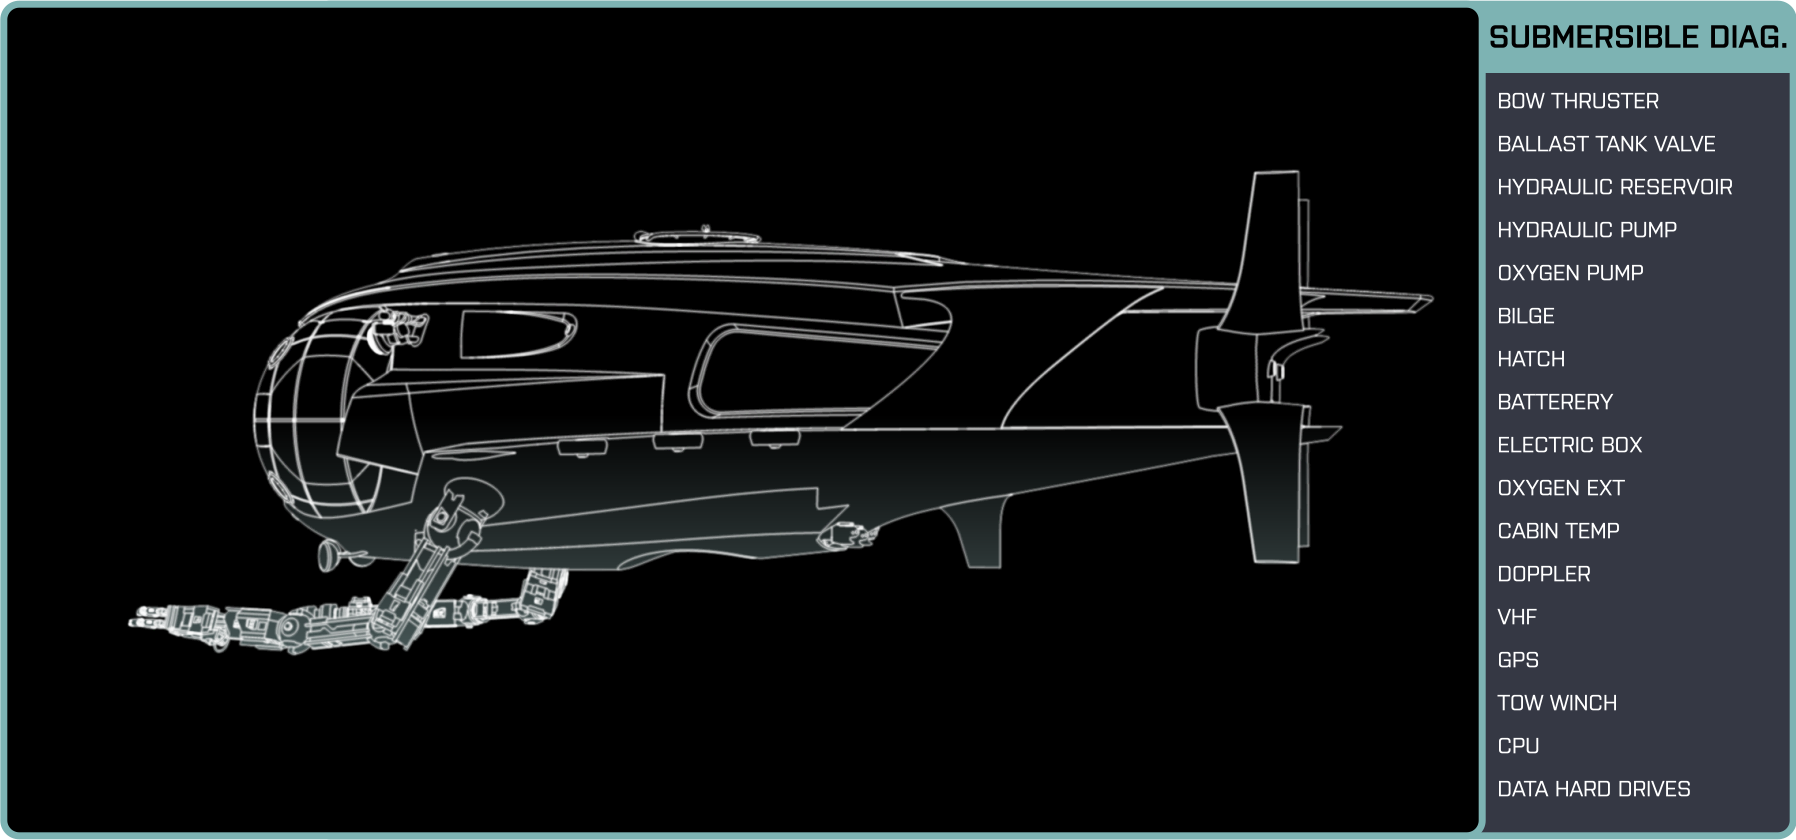 SUBMERSIBLE DIAG.
BOW THRUSTER
BALLAST TANK VALVE
HYDRAULIC RESERVOIR
HYDRAULIC PUMP
OXYGEN PUMP
BILGE
HATCH
BATTERERY
ELECTRIC BOX
OXYGEN EXT
CABIN TEMP
DOPPLER
VHF
GPS
TOW WINCH
CPU
DATA HARD DRIVES